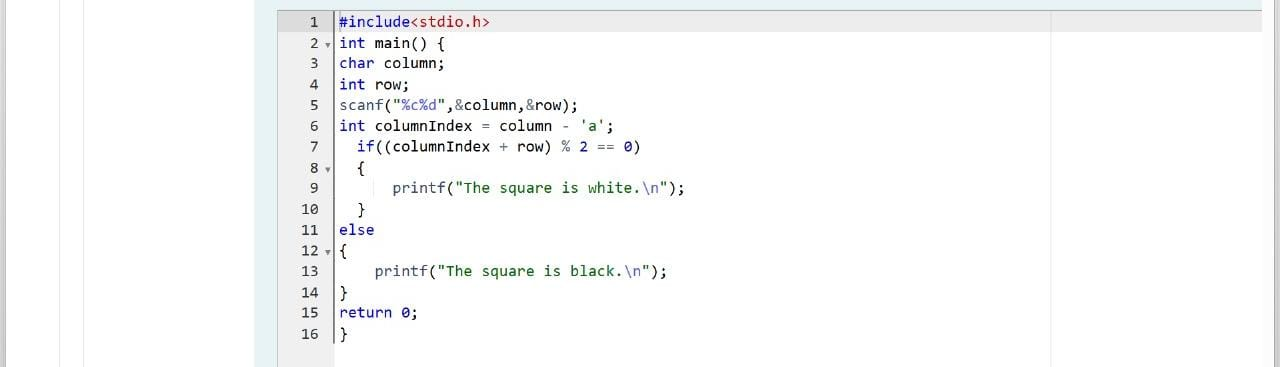 1 #include<stdio.h>
2 int main() {
3 char column;
4 int row;
5 scanf("%c%d",&column,&row);
6 int columnIndex = column - 'a';
7 if((columnIndex + row) % 2 == 0)
8 {
9 printf("The square is white.\n");
10 }
11 else
12 {
13 printf("The square is black.\n");
14 }
15 return 0;
16 }